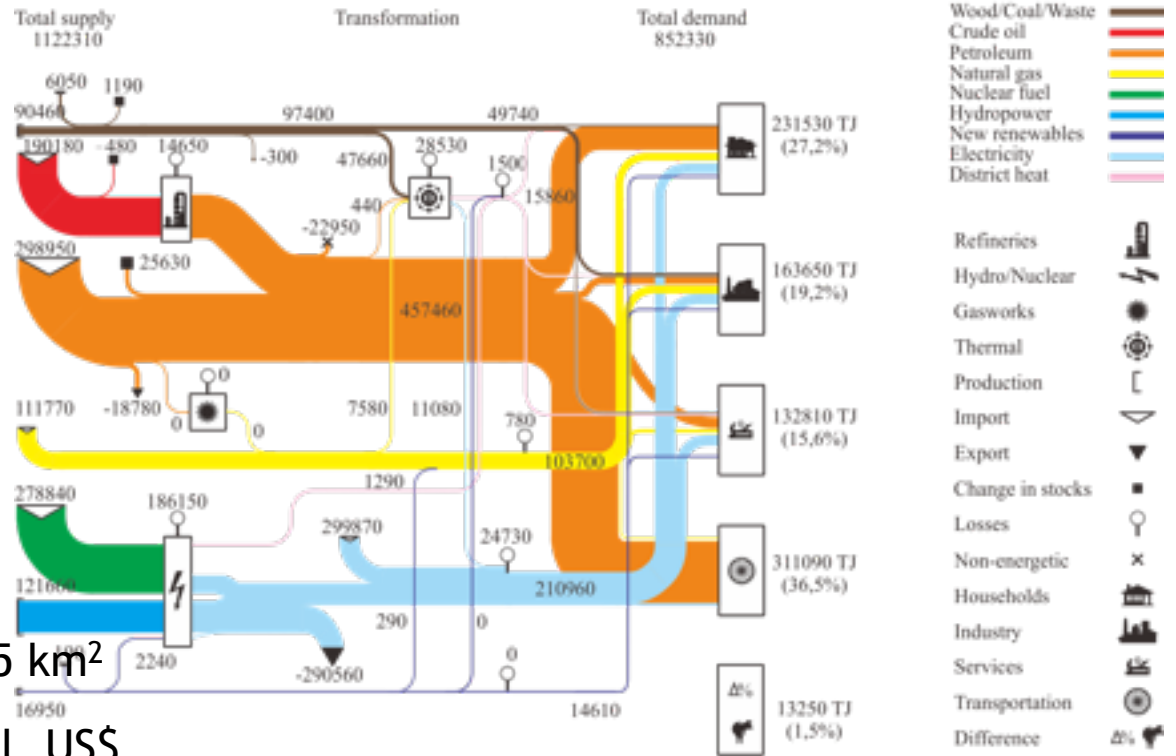 Total supply
1122310
Transformation
Total demand
852330
6050
1190
90460
97400
49740
190180
-480
14650
-300
47660
28530
1500
440
15860
-22950
298950
25630
457460
-18780
0
0
0
111770
7580
11080
780
103700
1290
278840
186150
299870
24730
121660
210960
290
0
2240
-290560
0
16950
14610
231530 TJ
(27,2%)
163650 TJ
(19,2%)
132810 TJ
(15,6%)
311090 TJ
(36,5%)
Δ%
13250 TJ
(1,5%)
5 km²
US$
Wood/Coal/Waste
Crude oil
Petroleum
Natural gas
Nuclear fuel
Hydropower
New renewables
Electricity
District heat
Refineries
Hydro/Nuclear
Gasworks
Thermal
Production
Import
Export
Change in stocks
Losses
Non-energetic
Households
Industry
Services
Transportation
Difference
Δ%